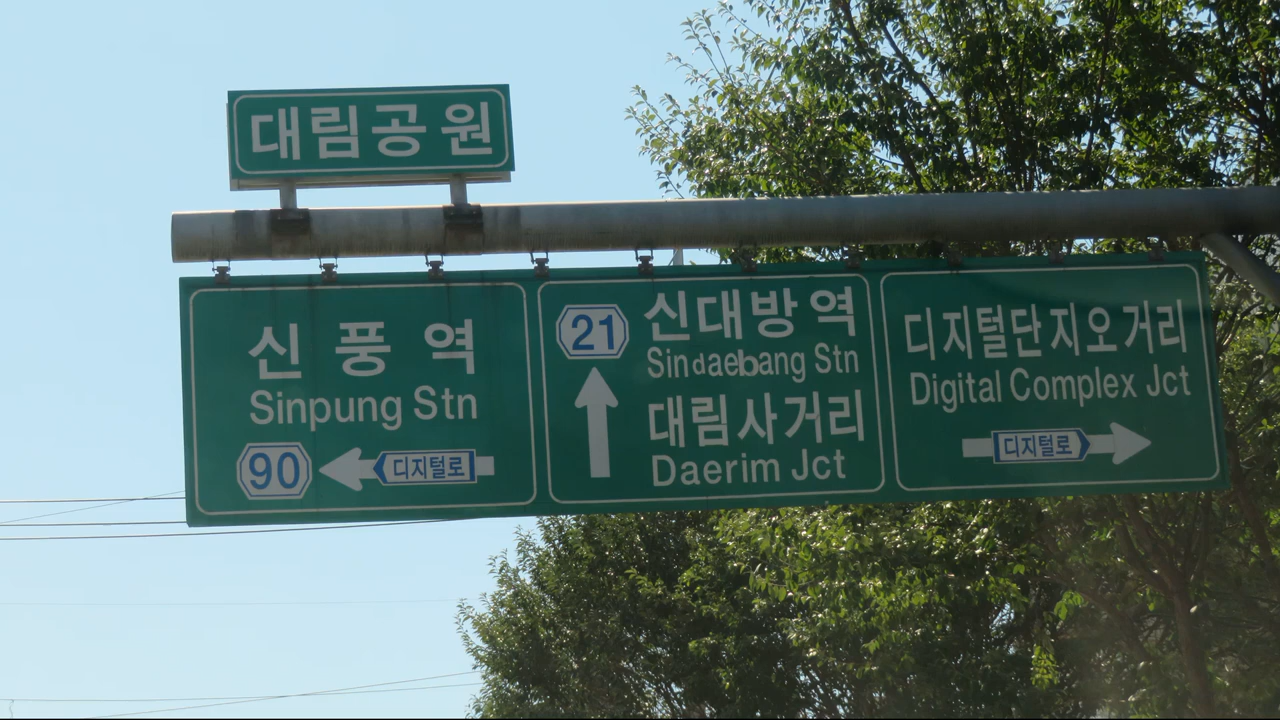 대림공원
신풍역
Sinpung Stn
90
디지털로
21
신대방역
Sindaebang Stn
대림사거리
Daerim Jct
디지털단지오거리
Digital Complex Jct
디지털로